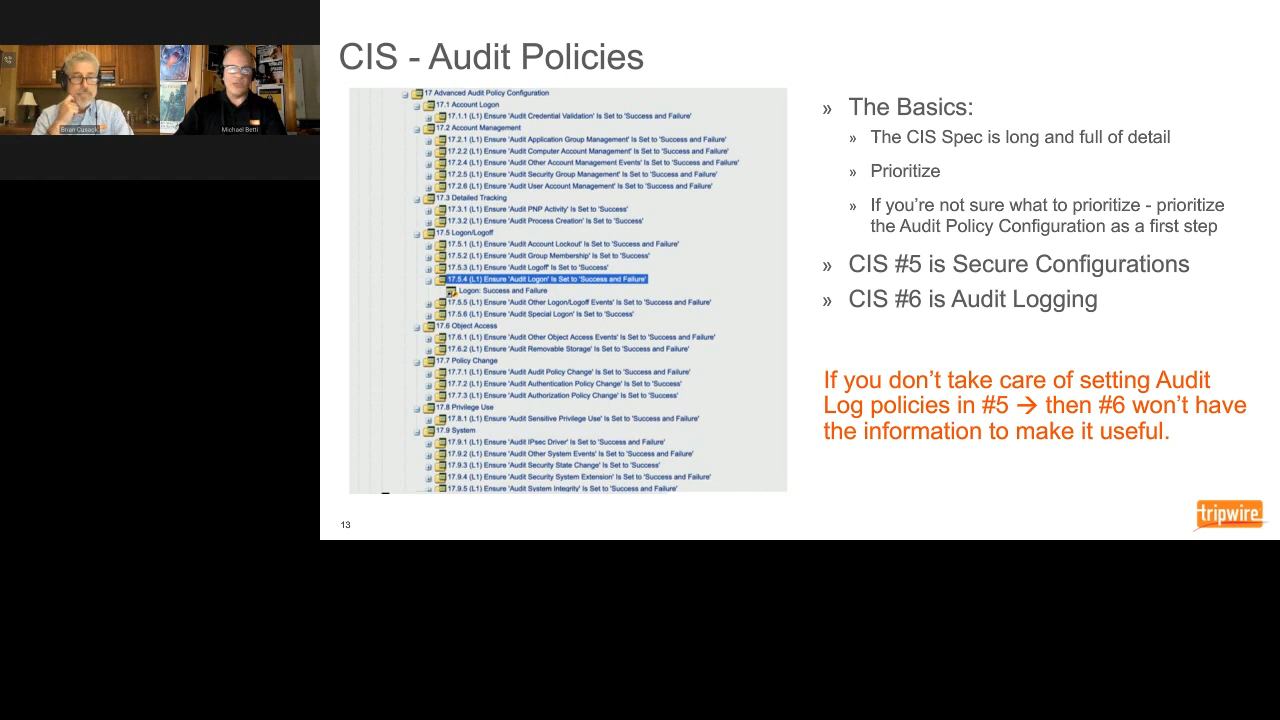 Brian Cusack
Michael Betti
CIS - Audit Policies
17 Advanced Audit Policy Configuration
17.1 Account Logon
17.1.1 (L1) Ensure 'Audit Credential Validation' Is Set to 'Success and Failure'
17.2 Account Management
17.2.1 (L1) Ensure 'Audit Application Group Management' Is Set to 'Success and Failure'
17.2.2 (L1) Ensure 'Audit Computer Account Management' Is Set to 'Success and Failure'
17.2.4 (L1) Ensure 'Audit Other Account Management Events' Is Set to 'Success and Failure'
17.2.5 (L1) Ensure 'Audit Security Group Management' Is Set to 'Success and Failure'
17.2.6 (L1) Ensure 'Audit User Account Management' Is Set to 'Success and Failure'
17.3 Detailed Tracking
17.3.1 (L1) Ensure 'Audit PNP Activity' Is Set to 'Success'
17.3.2 (L1) Ensure 'Audit Process Creation' Is Set to 'Success'
17.5 Logon/Logoff
17.5.1 (L1) Ensure 'Audit Account Lockout' Is Set to 'Success and Failure'
17.5.2 (L1) Ensure 'Audit Group Membership' Is Set to 'Success'
17.5.3 (L1) Ensure 'Audit Logoff' Is Set to 'Success'
17.5.4 (L1) Ensure 'Audit Logon' Is Set to 'Success and Failure'
Logon: Success and Failure
17.5.5 (L1) Ensure 'Audit Other Logon/Logoff Events' Is Set to 'Success and Failure'
17.5.6 (L1) Ensure 'Audit Special Logon' Is Set to 'Success'
17.6 Object Access
17.6.1 (L1) Ensure 'Audit Other Object Access Events' Is Set to 'Success and Failure'
17.6.2 (L1) Ensure 'Audit Removable Storage' Is Set to 'Success and Failure'
17.7 Policy Change
17.7.1 (L1) Ensure 'Audit Audit Policy Change' Is Set to 'Success and Failure'
17.7.2 (L1) Ensure 'Audit Authentication Policy Change' Is Set to 'Success'
17.7.3 (L1) Ensure 'Audit Authorization Policy Change' Is Set to 'Success'
17.8 Privilege Use
17.8.1 (L1) Ensure 'Audit Sensitive Privilege Use' Is Set to 'Success and Failure'
17.9 System
17.9.1 (L1) Ensure 'Audit IPsec Driver' Is Set to 'Success and Failure'
17.9.2 (L1) Ensure 'Audit Other System Events' Is Set to 'Success and Failure'
17.9.3 (L1) Ensure 'Audit Security State Change' Is Set to 'Success'
17.9.4 (L1) Ensure 'Audit Security System Extension' Is Set to 'Success and Failure'
17.9.5 (L1) Ensure 'Audit System Integrity' Is Set to 'Success and Failure'
» The Basics:
» The CIS Spec is long and full of detail
» Prioritize
» If you're not sure what to prioritize - prioritize
the Audit Policy Configuration as a first step
» CIS #5 is Secure Configurations
» CIS #6 is Audit Logging
If you don't take care of setting Audit
Log policies in #5 → then #6 won't have
the information to make it useful.
13
tripwire